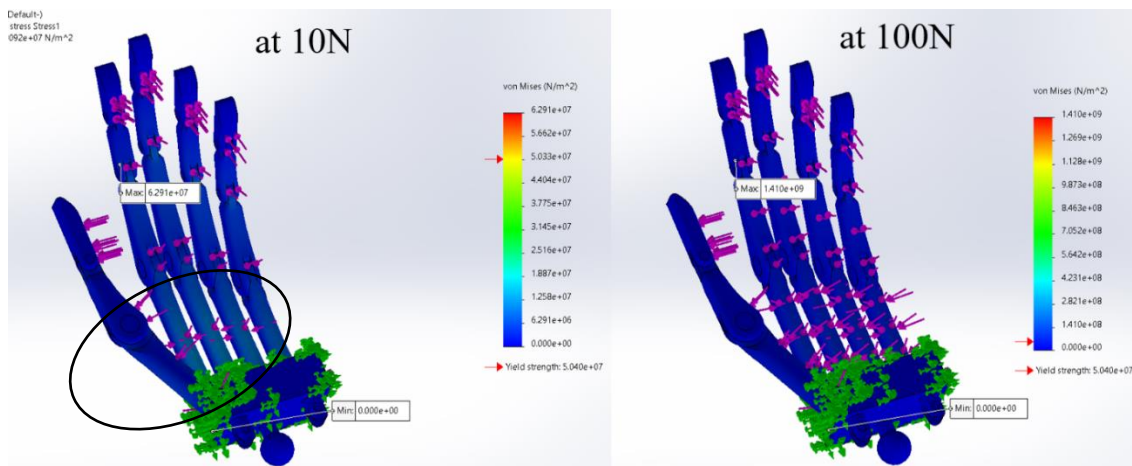 Default-)
stress Stress1
092e+07 N/m^2
at 10N
von Mises (N/m^2)
6.291e+07
5.662e+07
5.033e+07
4.404e+07
3.775e+07
3.145e+07
2.516e+07
1.887e+07
1.258e+07
6.291e+06
0.000e+00
Yield strength: 5.040e+07
Max: 6.291e+07
Min: 0.000e+00
at 100N
von Mises (N/m^2)
1.410e+09
1.269e+09
1.128e+09
9.873e+08
8.463e+08
7.052e+08
5.642e+08
4.231e+08
2.821e+08
1.410e+08
0.000e+00
Yield strength: 5.040e+07
Max: 1.410e+09
Min: 0.000e+00